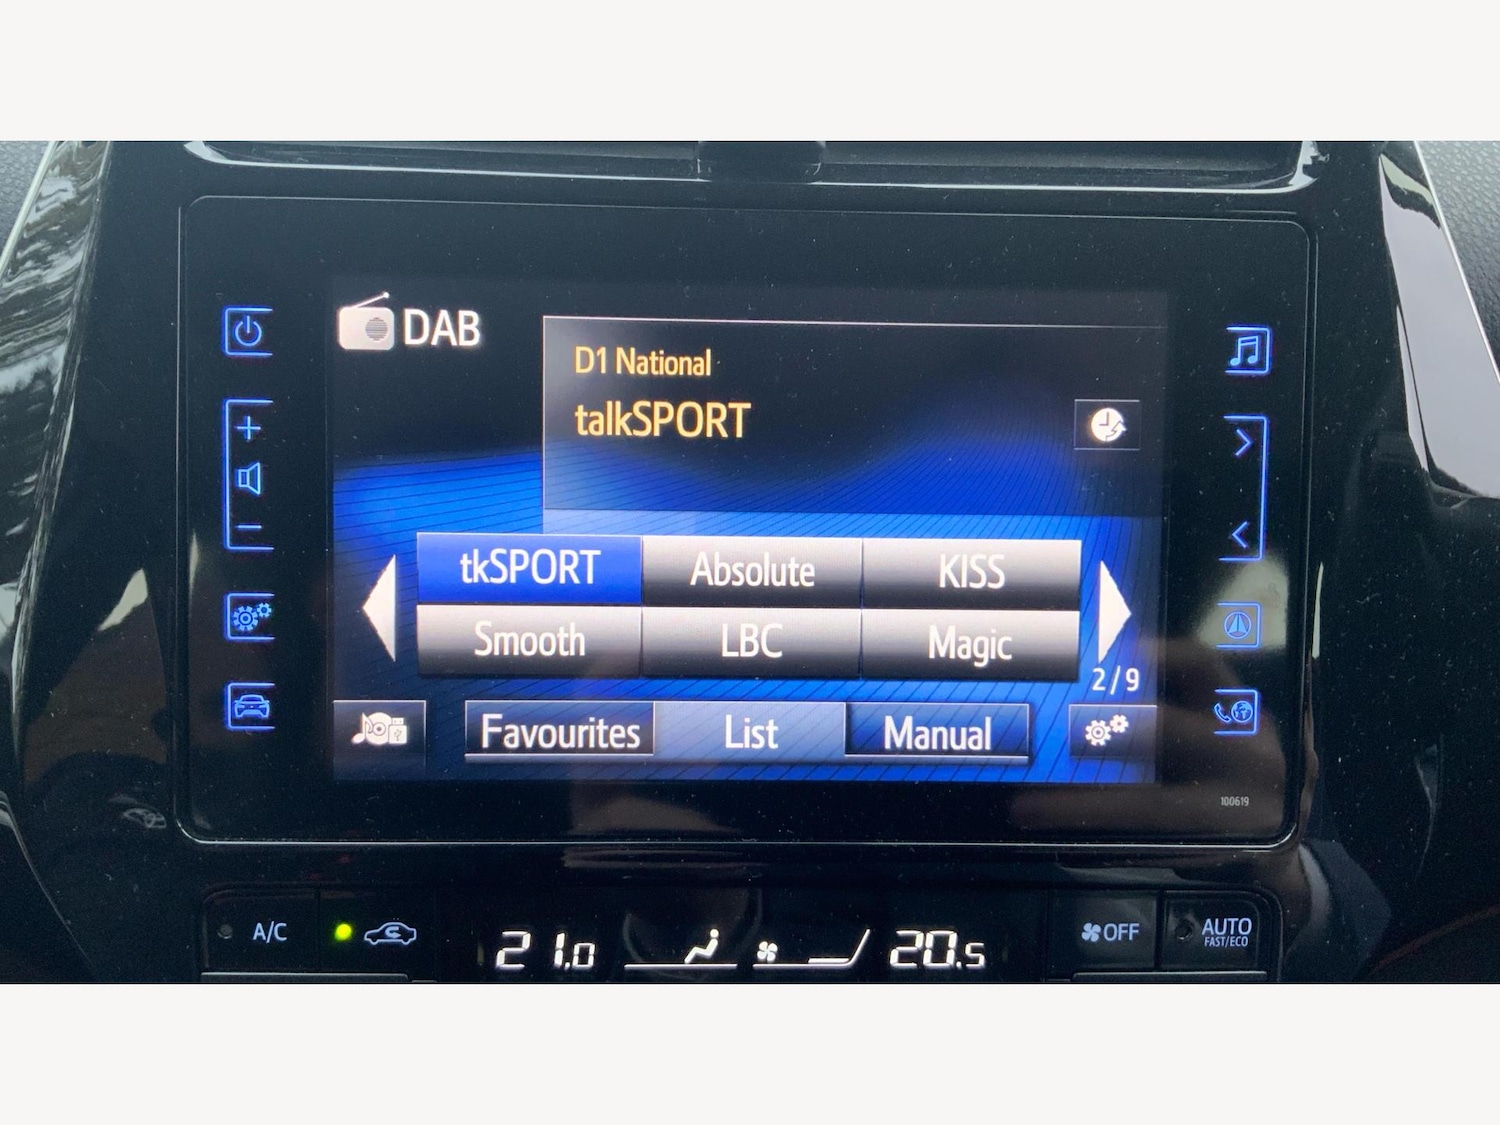 DAB
D1 National
talkSPORT
tkSPORT Absolute KISS
Smooth LBC Magic
2/9
Favourites List Manual
100619
A/C 21.0 20.5 OFF AUTO
FAST/ECO